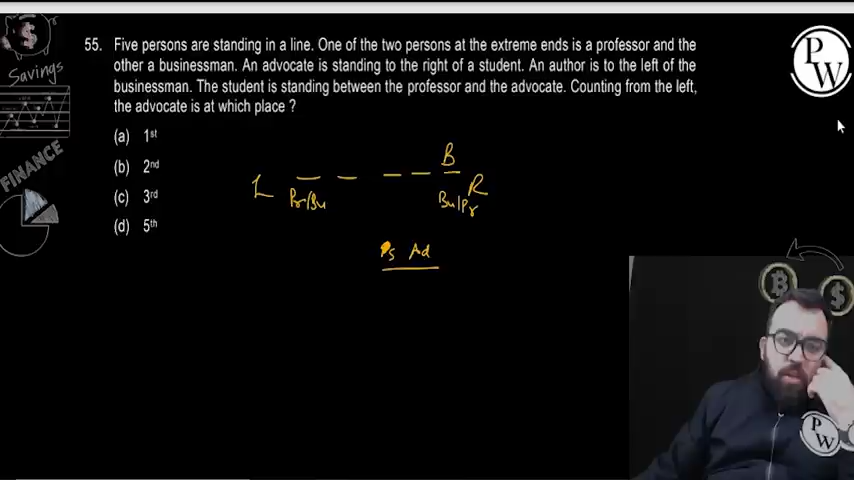 Savings
FINANCE
55. Five persons are standing in a line. One of the two persons at the extreme ends is a professor and the
other a businessman. An advocate is standing to the right of a student. An author is to the left of the
businessman. The student is standing between the professor and the advocate. Counting from the left,
the advocate is at which place ?
(a) 1st
(b) 2nd
(c) 3rd
(d) 5th
B
L
R
Pr/Bu
Bu/Pr
s Ad
PW
PW